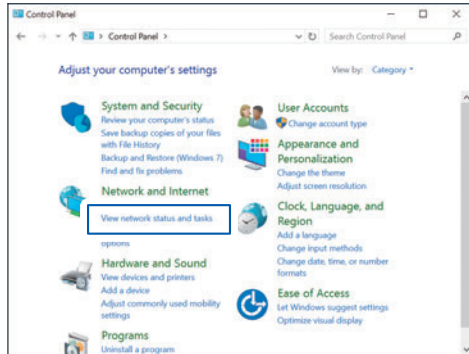 Control Panel
Control Panel
Search Control Panel
Adjust your computer's settings
View by: Category
System and Security
Review your computer's status
Save backup copies of your files
with File History
Backup and Restore (Windows 7)
Find and fix problems
Network and Internet
View network status and tasks
options
Hardware and Sound
View devices and printers
Add a device
Adjust commonly used mobility
settings
Programs
Uninstall a program
User Accounts
Change account type
Appearance and
Personalization
Change the theme
Adjust screen resolution
Clock, Language, and
Region
Add a language
Change input methods
Change date, time, or number
formats
Ease of Access
Let Windows suggest settings
Optimize visual display